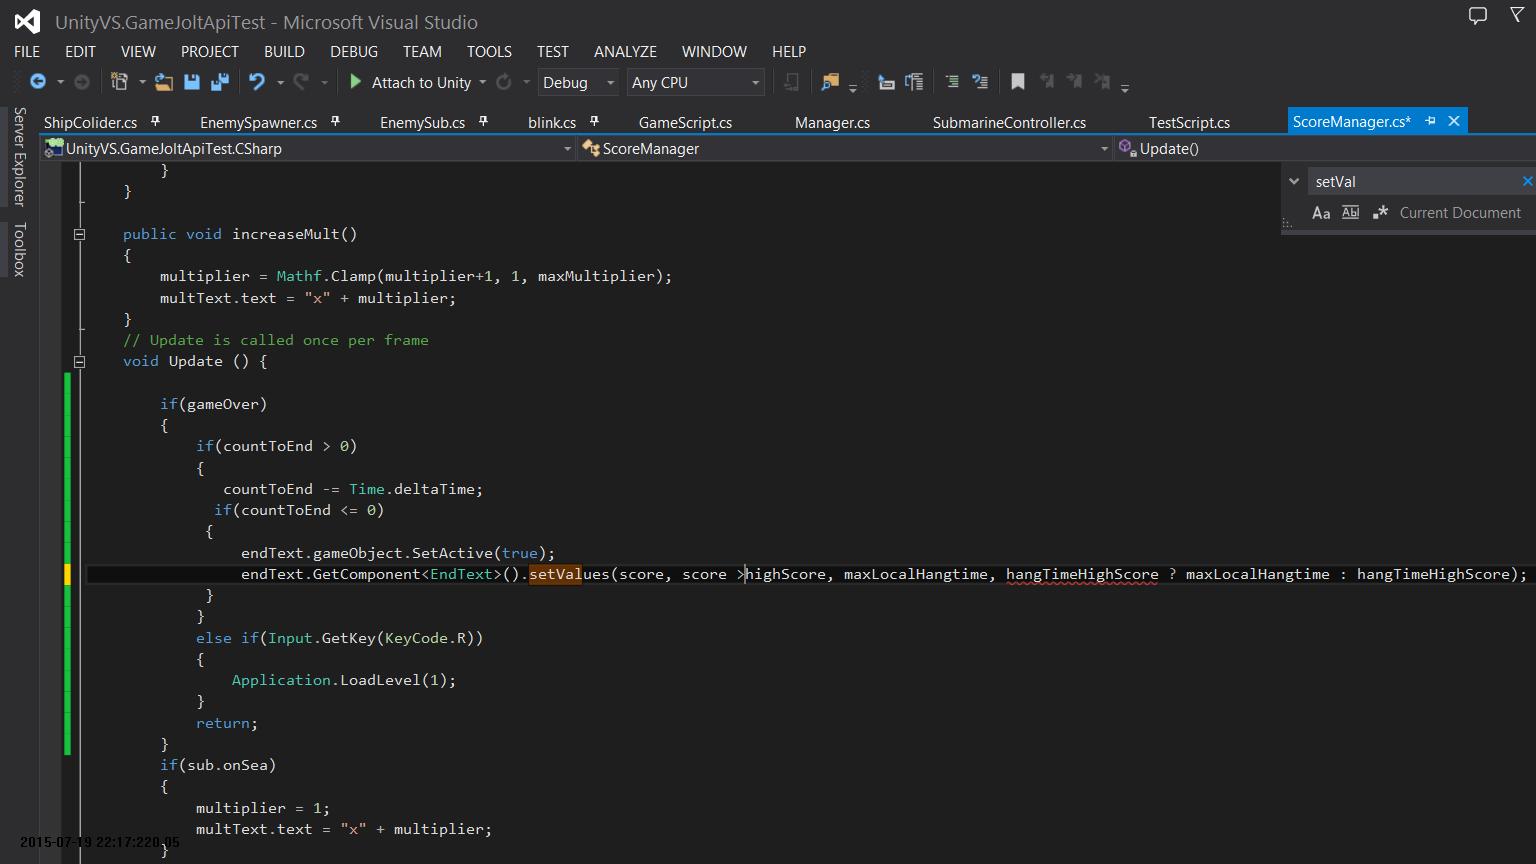 UnityVS.GameJoltApiTest - Microsoft Visual Studio
FILE EDIT VIEW PROJECT BUILD DEBUG TEAM TOOLS TEST ANALYZE WINDOW HELP
Attach to Unity Debug Any CPU
Server Explorer
Toolbox
ShipColider.cs EnemySpawner.cs EnemySub.cs blink.cs GameScript.cs Manager.cs SubmarineController.cs TestScript.cs ScoreManager.cs*
UnityVS.GameJoltApiTest.CSharp ScoreManager Update()
setVal
Aa Abl .* Current Document
}
}
public void increaseMult()
{
multiplier = Mathf.Clamp(multiplier+1, 1, maxMultiplier);
multText.text = "x" + multiplier;
}
// Update is called once per frame
void Update () {
if(gameOver)
{
if(countToEnd > 0)
{
countToEnd -= Time.deltaTime;
if(countToEnd <= 0)
{
endText.gameObject.SetActive(true);
endText.GetComponent<EndText>().setValues(score, score >highScore, maxLocalHangtime, hangTimeHighScore ? maxLocalHangtime : hangTimeHighScore);
}
}
else if(Input.GetKey(KeyCode.R))
{
Application.LoadLevel(1);
}
return;
}
if(sub.onSea)
{
multiplier = 1;
multText.text = "x" + multiplier;
}
2015-07-19 22:17:220.05